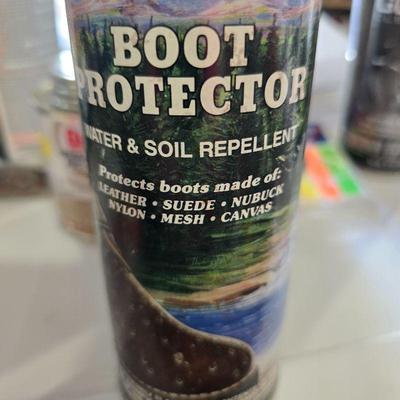 BOOT
PROTECTOR
WATER & SOIL REPELLENT
Protects boots made of:
LEATHER • SUEDE • NUBUCK
NYLON • MESH • CANVAS